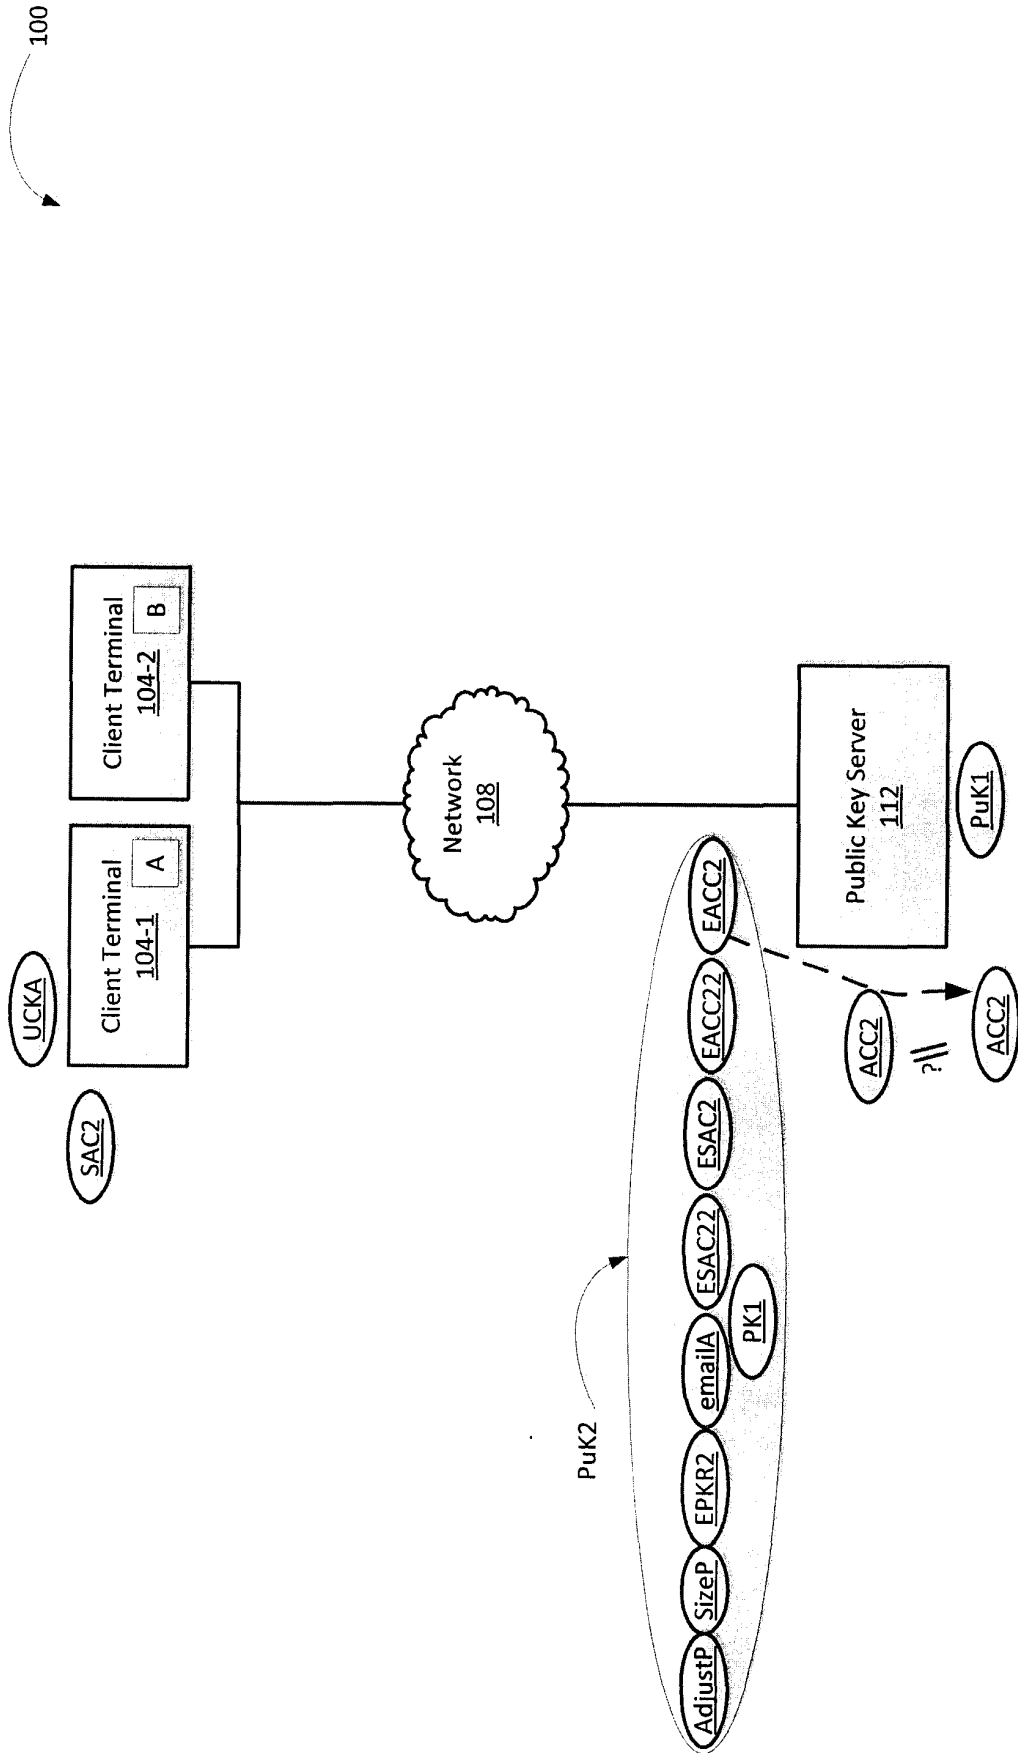 100
UCKA
SAC2
Client Terminal
104-1
A
Client Terminal
104-2
B
Network
108
PuK2
AdjustP
SizeP
EPKR2
emailA
ESAC22
ESAC2
EACC22
EACC2
PK1
Public Key Server
112
PuK1
ACC2
?
ACC2